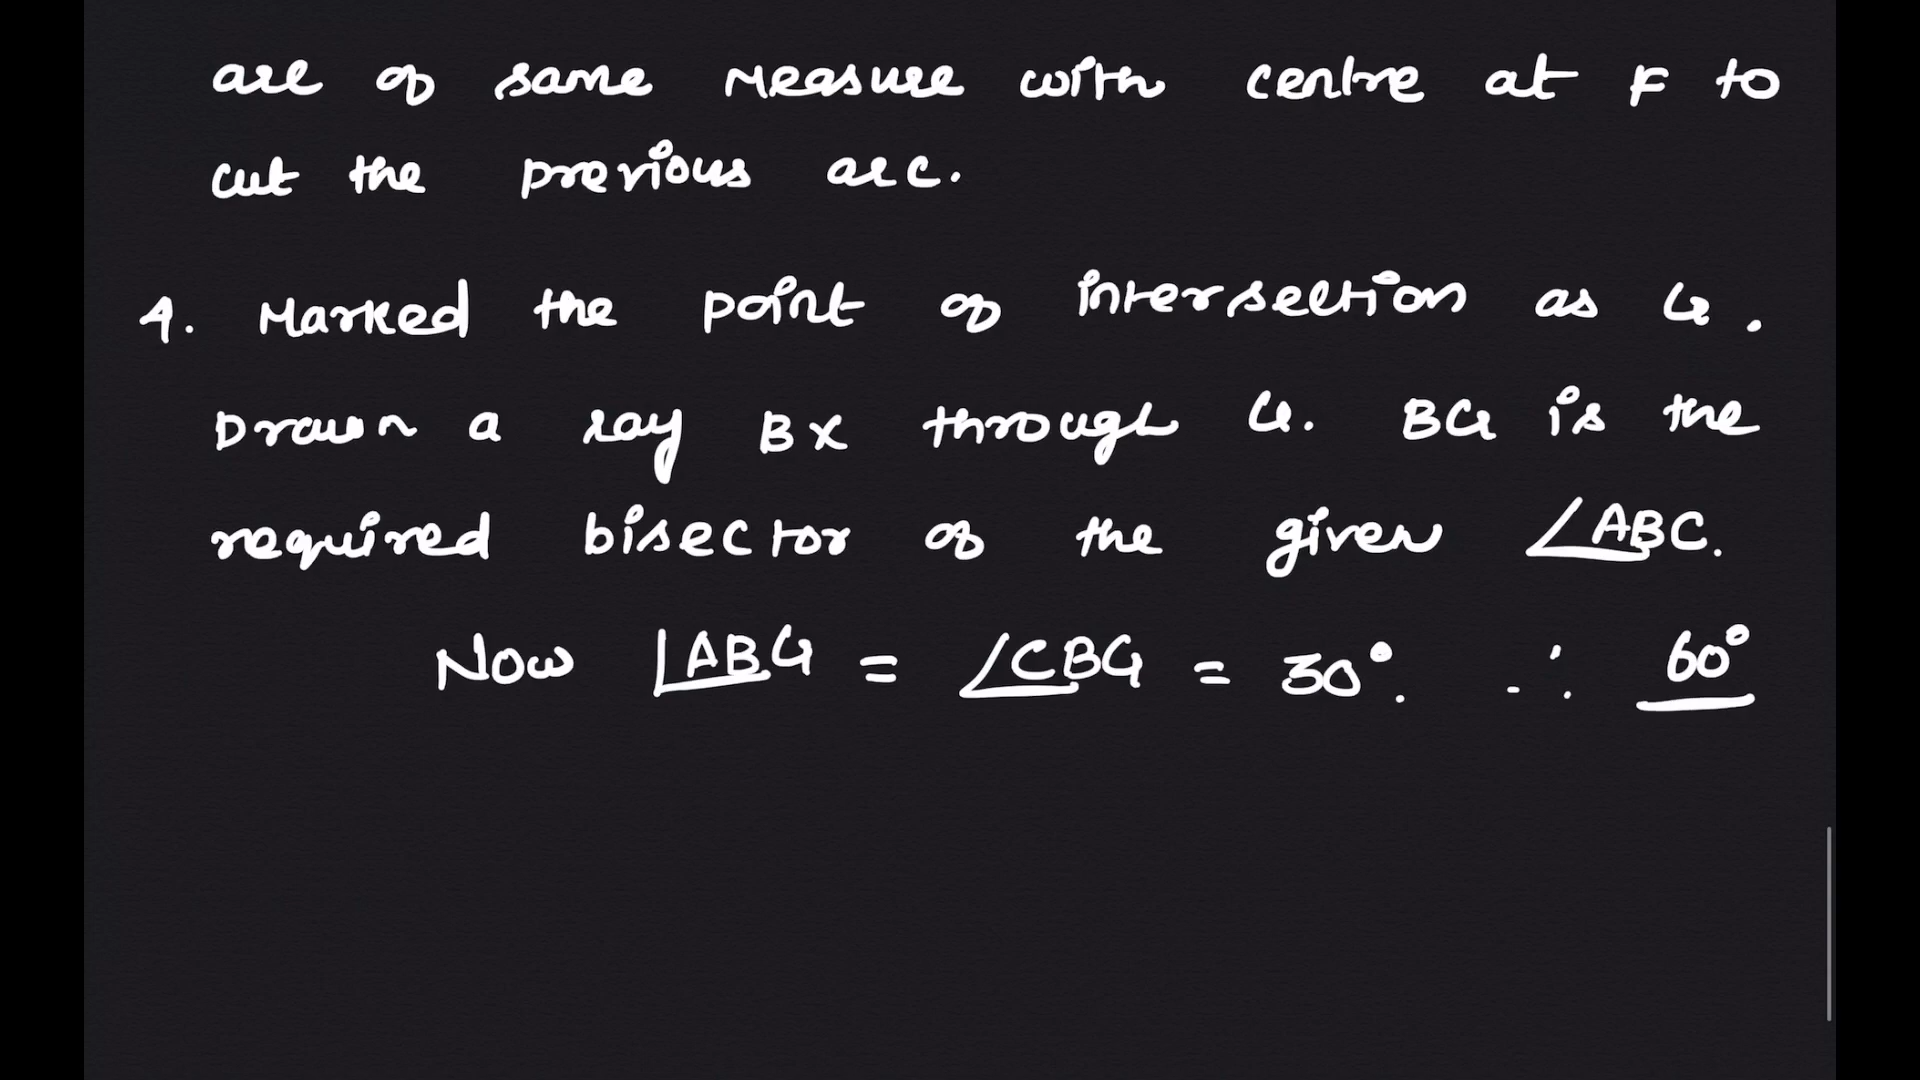 arc of same measure with centre at F to
cut the previous arc.
4. Marked the point of intersection as G.
Drawn a ray BX through G. BG is the
required bisector of the given ∠ABC.
Now ∠ABG = ∠CBG = 30°. ∴ 60°